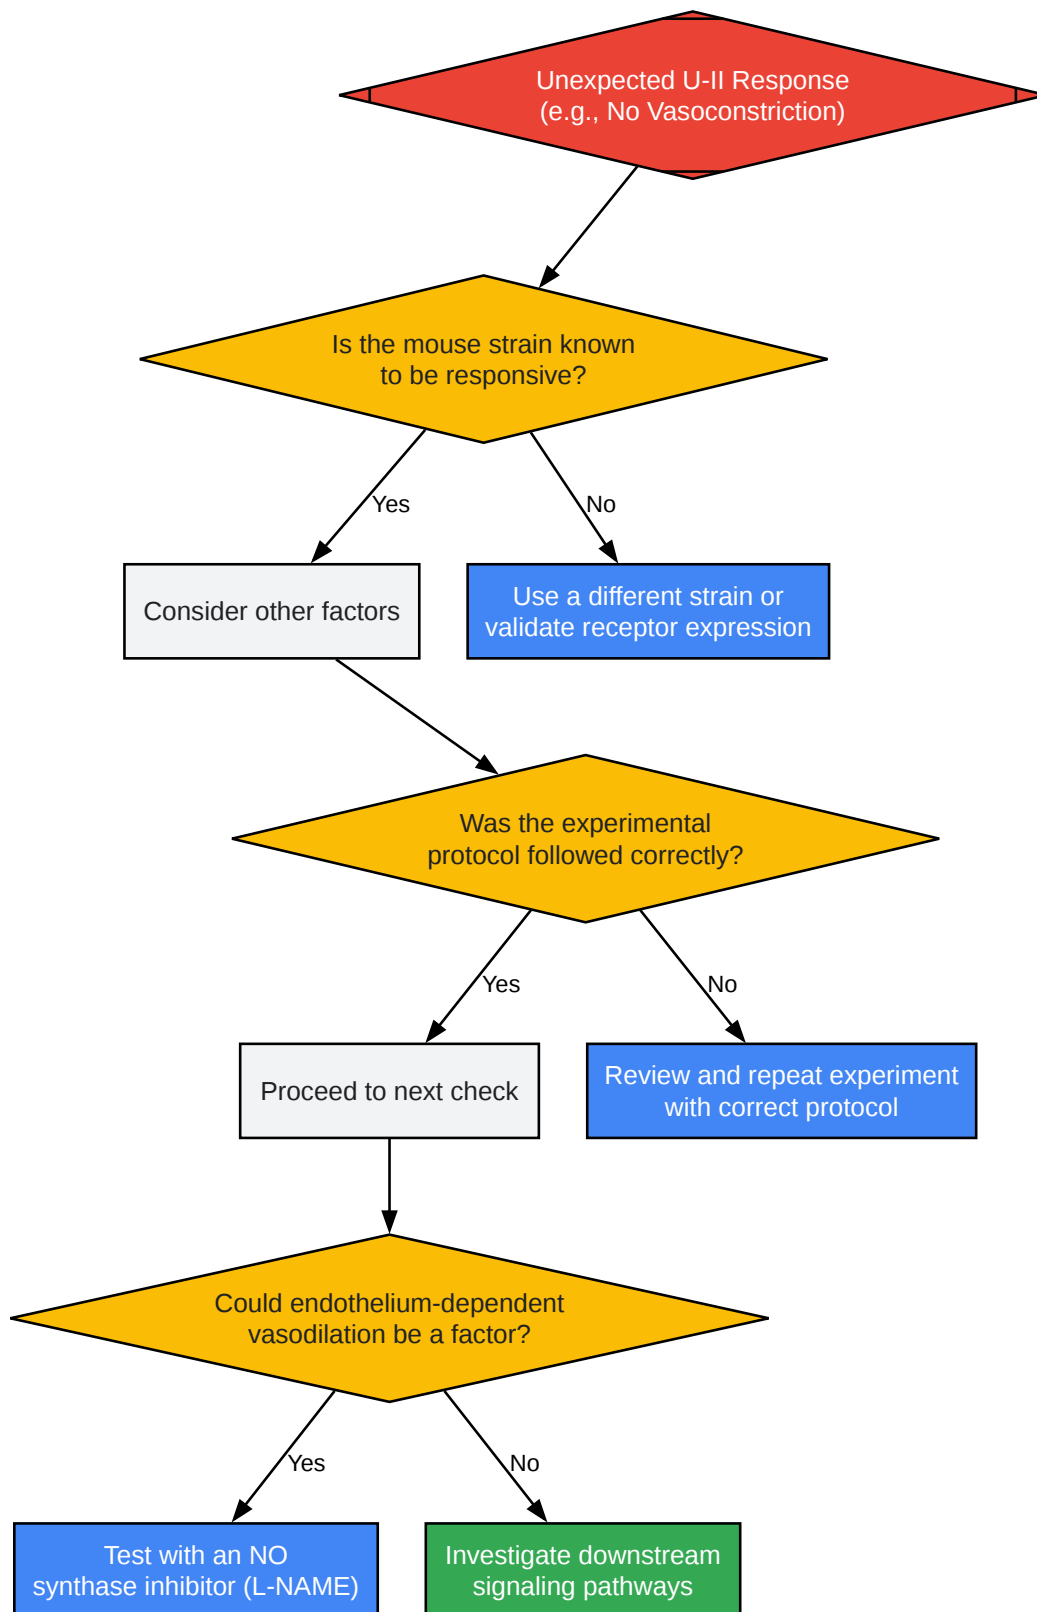 Unexpected U-II Response
(e.g., No Vasoconstriction)
Is the mouse strain known
to be responsive?
Yes
No
Consider other factors
Use a different strain or
validate receptor expression
Was the experimental
protocol followed correctly?
Yes
No
Proceed to next check
Review and repeat experiment
with correct protocol
Could endothelium-dependent
vasodilation be a factor?
Yes
No
Test with an NO
synthase inhibitor (L-NAME)
Investigate downstream
signaling pathways